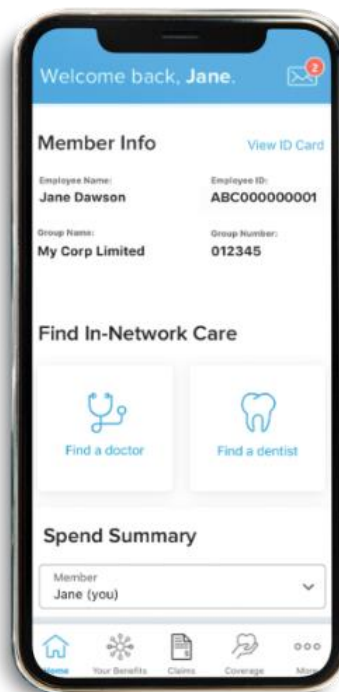 Welcome back, Jane.
2
Member Info View ID Card
Employee Name: Employee ID:
Jane Dawson ABC000000001
Group Name: Group Number:
My Corp Limited 012345
Find In-Network Care
Find a doctor Find a dentist
Spend Summary
Member
Jane (you)
Home Your Benefits Claims Coverage More